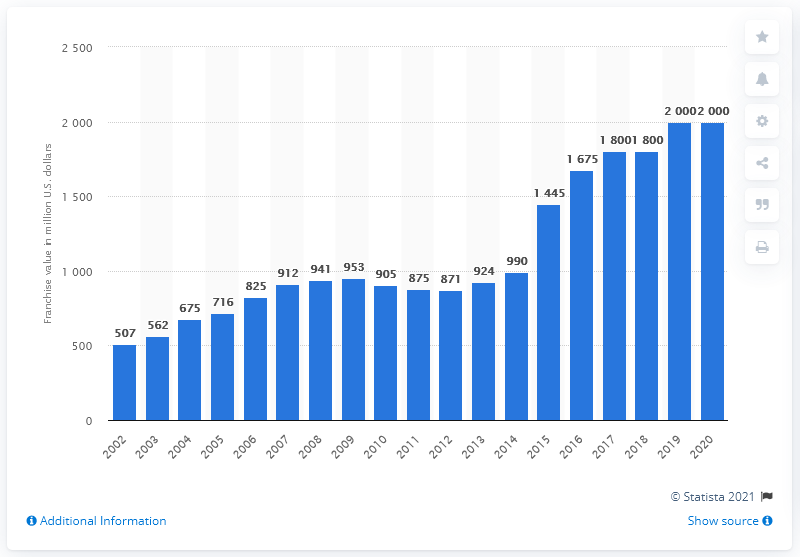 2 500
2 000
1 500
1 000
500
0
Franchise value in million U.S. dollars
507 562 675 716 825 912 941 953 905 875 871 924 990 1 445 1 675 1 800 1 800 2 000 2 000
2002 2003 2004 2005 2006 2007 2008 2009 2010 2011 2012 2013 2014 2015 2016 2017 2018 2019 2020
© Statista 2021
Additional Information
Show source